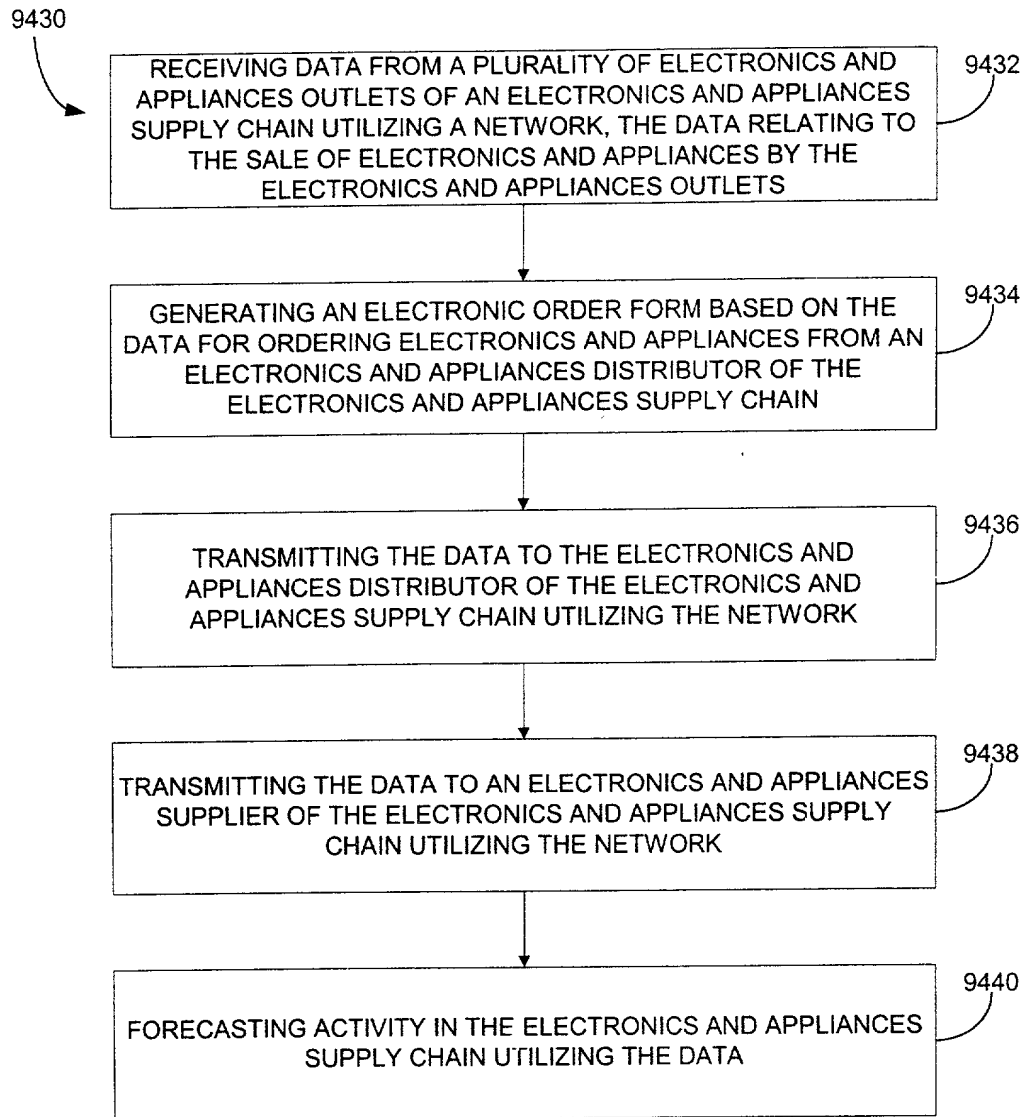 9430
RECEIVING DATA FROM A PLURALITY OF ELECTRONICS AND
APPLIANCES OUTLETS OF AN ELECTRONICS AND APPLIANCES
SUPPLY CHAIN UTILIZING A NETWORK, THE DATA RELATING TO
THE SALE OF ELECTRONICS AND APPLIANCES BY THE
ELECTRONICS AND APPLIANCES OUTLETS
9432
GENERATING AN ELECTRONIC ORDER FORM BASED ON THE
DATA FOR ORDERING ELECTRONICS AND APPLIANCES FROM AN
ELECTRONICS AND APPLIANCES DISTRIBUTOR OF THE
ELECTRONICS AND APPLIANCES SUPPLY CHAIN
9434
TRANSMITTING THE DATA TO THE ELECTRONICS AND
APPLIANCES DISTRIBUTOR OF THE ELECTRONICS AND
APPLIANCES SUPPLY CHAIN UTILIZING THE NETWORK
9436
TRANSMITTING THE DATA TO AN ELECTRONICS AND APPLIANCES
SUPPLIER OF THE ELECTRONICS AND APPLIANCES SUPPLY
CHAIN UTILIZING THE NETWORK
9438
FORECASTING ACTIVITY IN THE ELECTRONICS AND APPLIANCES
SUPPLY CHAIN UTILIZING THE DATA
9440